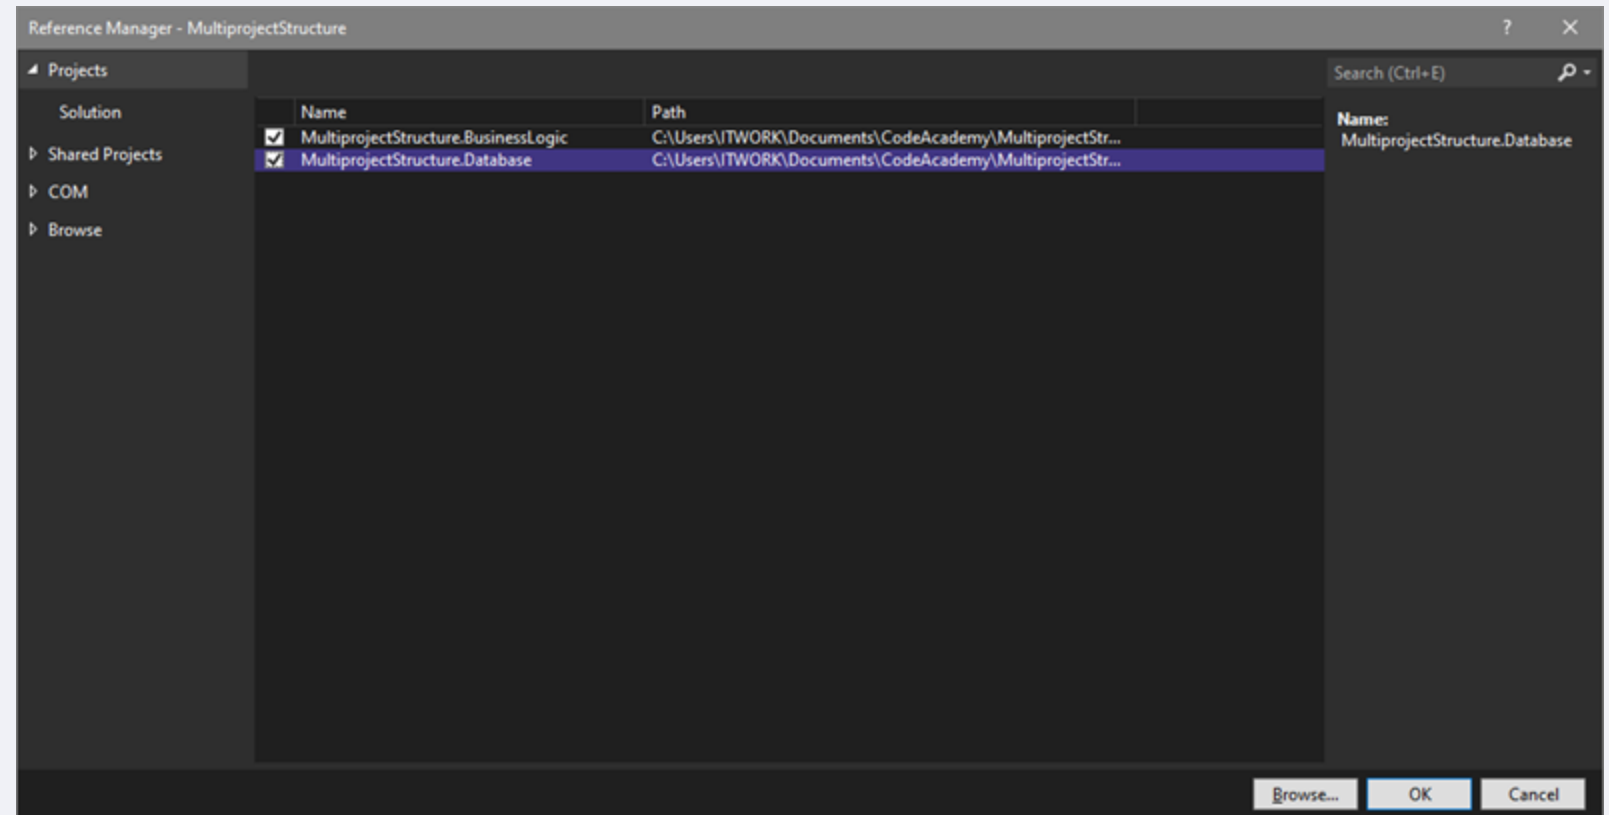 Reference Manager - MultiprojectStructure
? ×
Projects
Search (Ctrl+E)
Solution
Shared Projects
COM
Browse
Name Path
MultiprojectStructure.BusinessLogic C:\Users\ITWORK\Documents\CodeAcademy\MultiprojectStr...
MultiprojectStructure.Database C:\Users\ITWORK\Documents\CodeAcademy\MultiprojectStr...
Name:
MultiprojectStructure.Database
Browse... OK Cancel